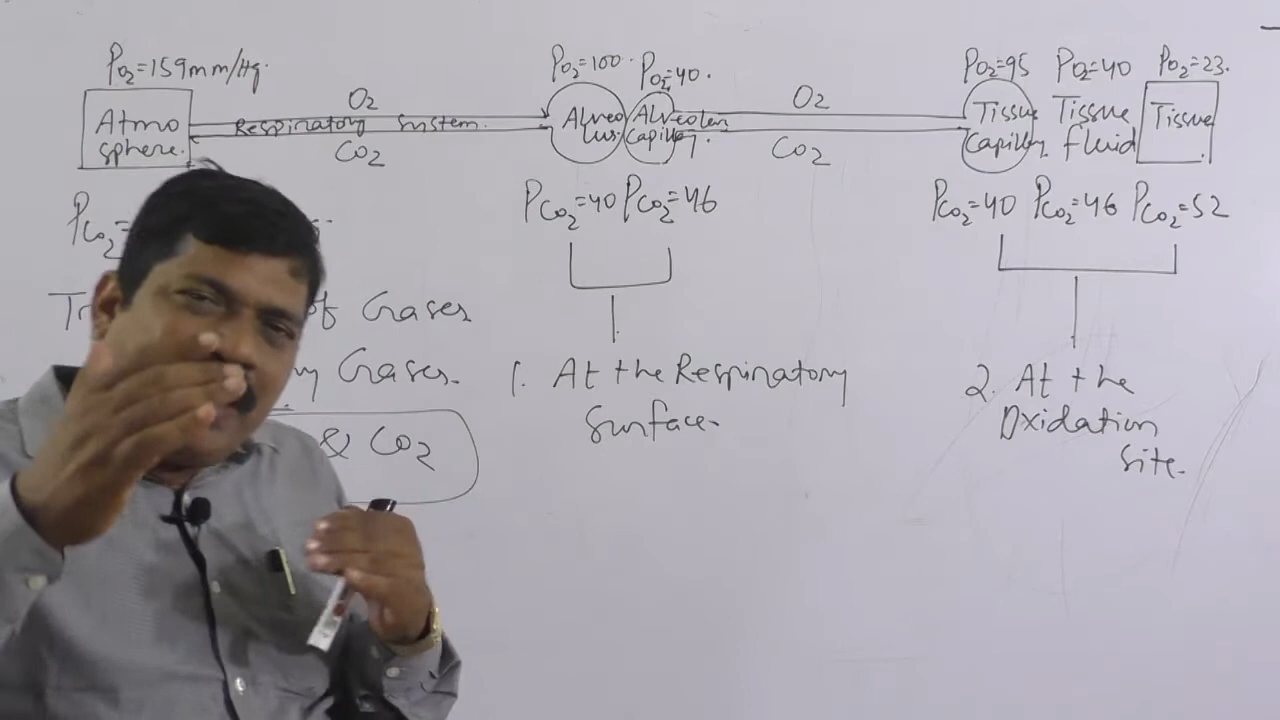 PO2=159mm/Hg.
Atmo
sphere.
O2
Respiratory System.
CO2
PO2=100.
Alveo
lus.
PO2=40.
Alveolar
Capillary.
O2
CO2
PO2=95
Tissue
Capillary
PO2=40
Tissue
fluid
PO2=23.
Tissue
PCO2=
PCO2=40 PCO2=46
PCO2=40 PCO2=46 PCO2=52
of Gases
Gases.
& CO2
1. At the Respiratory
Surface.
2. At the
Oxidation
Site.